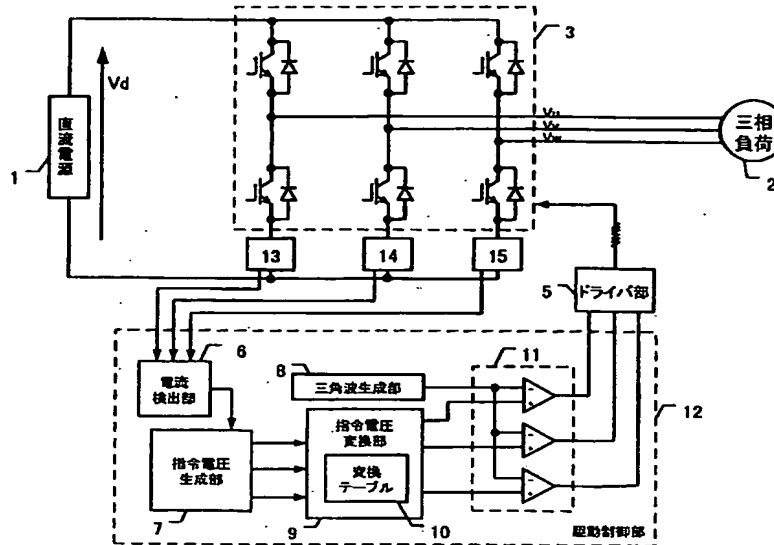 3
Vd
直流
電源
1
Vu
Vv
Vw
三相
負荷
2
13
14
15
5
ドライバ部
6
電流
検出部
8
三角波生成部
11
12
指令電圧
生成部
7
指令電圧
変換部
変換
テーブル
9
10
駆動制御部